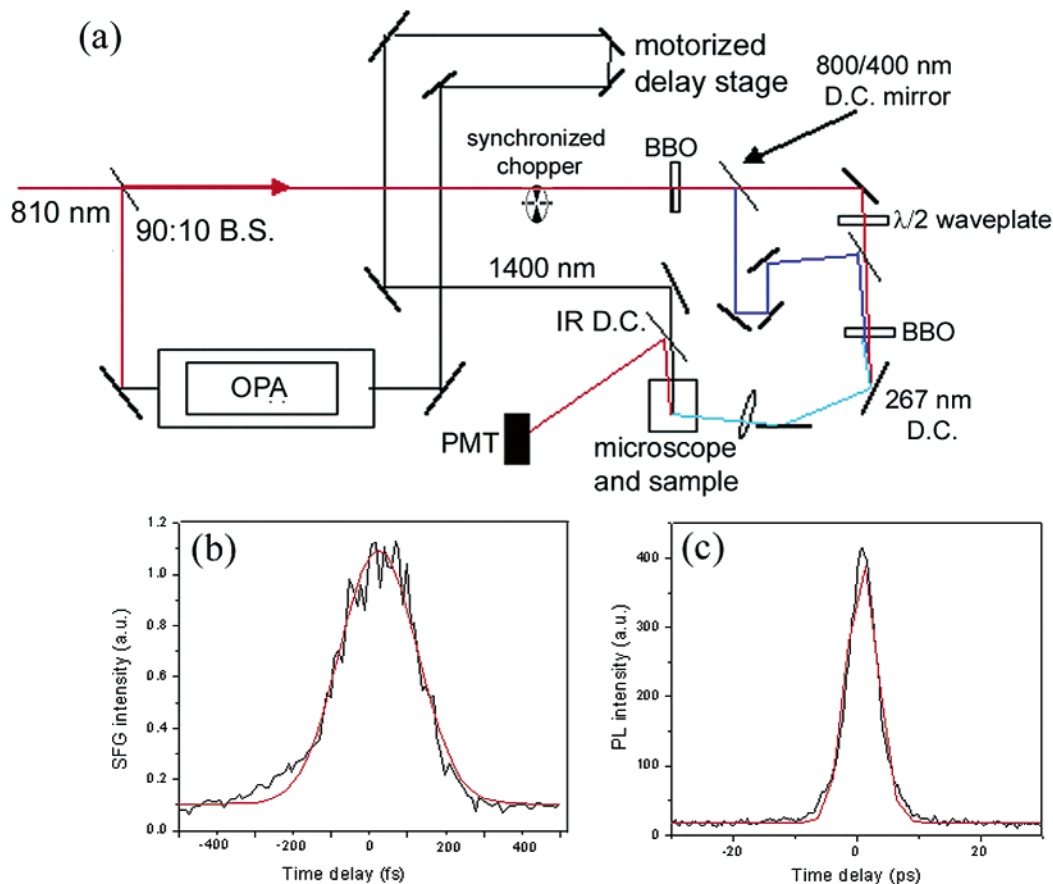 (a)
motorized
delay stage
800/400 nm
D.C. mirror
synchronized
chopper
BBO
810 nm
90:10 B.S.
λ/2 waveplate
1400 nm
IR D.C.
BBO
OPA
267 nm
D.C.
PMT
microscope
and sample
(b)
1.2
1.0
0.8
0.6
0.4
0.2
0.0
SFG intensity (a.u.)
-400 -200 0 200 400
Time delay (fs)
(c)
400
300
200
100
0
PL intensity (a.u.)
-20 0 20
Time delay (ps)